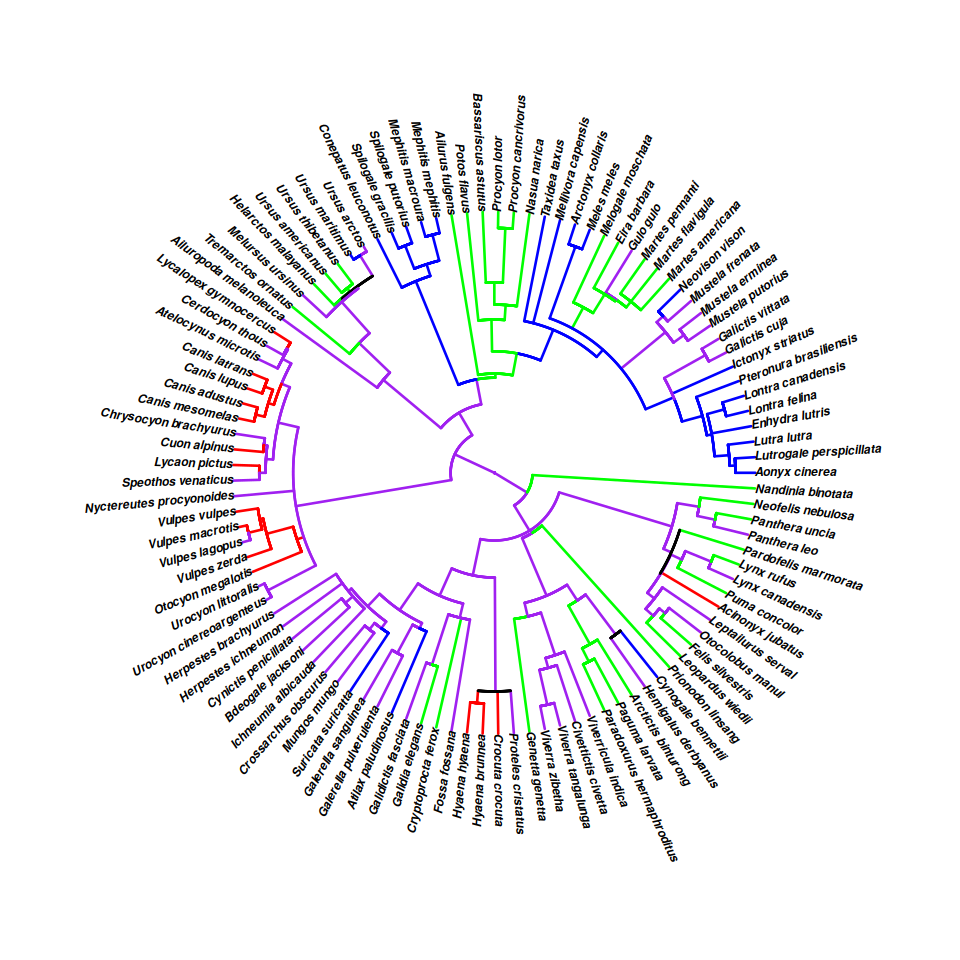 Bassariscus astutus
Procyon lotor
Procyon cancrivorus
Nasua narica
Taxidea taxus
Mellivora capensis
Arctonyx collaris
Meles meles
Melogale moschata
Eira barbara
Gulo gulo
Martes pennanti
Martes flavigula
Martes americana
Neovison vison
Mustela frenata
Mustela erminea
Mustela putorius
Galictis vittata
Galictis cuja
Ictonyx striatus
Pteronura brasiliensis
Lontra canadensis
Lontra felina
Enhydra lutris
Lutra lutra
Lutrogale perspicillata
Aonyx cinerea
Nandinia binotata
Neofelis nebulosa
Panthera uncia
Panthera leo
Pardofelis marmorata
Lynx rufus
Lynx canadensis
Puma concolor
Acinonyx jubatus
Leptailurus serval
Otocolobus manul
Felis silvestris
Leopardus wiedii
Prionodon linsang
Cynogale bennettii
Hemigalus derbyanus
Arctictis binturong
Paguma larvata
Paradoxurus hermaphroditus
Viverricula indica
Civettictis civetta
Viverra tangalunga
Viverra zibetha
Genetta genetta
Proteles cristatus
Crocuta crocuta
Hyaena brunnea
Hyaena hyaena
Fossa fossana
Cryptoprocta ferox
Galidia elegans
Galidictis fasciata
Atilax paludinosus
Galerella pulverulenta
Galerella sanguinea
Suricata suricatta
Mungos mungo
Crossarchus obscurus
Ichneumia albicauda
Bdeogale jacksoni
Cynictis penicillata
Herpestes ichneumon
Herpestes brachyurus
Urocyon cinereoargenteus
Urocyon littoralis
Otocyon megalotis
Vulpes zerda
Vulpes lagopus
Vulpes macrotis
Vulpes vulpes
Nyctereutes procyonoides
Speothos venaticus
Lycaon pictus
Cuon alpinus
Chrysocyon brachyurus
Canis mesomelas
Canis adustus
Canis lupus
Canis latrans
Atelocynus microtis
Cerdocyon thous
Lycalopex gymnocercus
Ailuropoda melanoleuca
Tremarctos ornatus
Melursus ursinus
Helarctos malayanus
Ursus americanus
Ursus thibetanus
Ursus maritimus
Ursus arctos
Conepatus leuconotus
Spilogale gracilis
Spilogale putorius
Mephitis macroura
Mephitis mephitis
Ailurus fulgens
Potos flavus